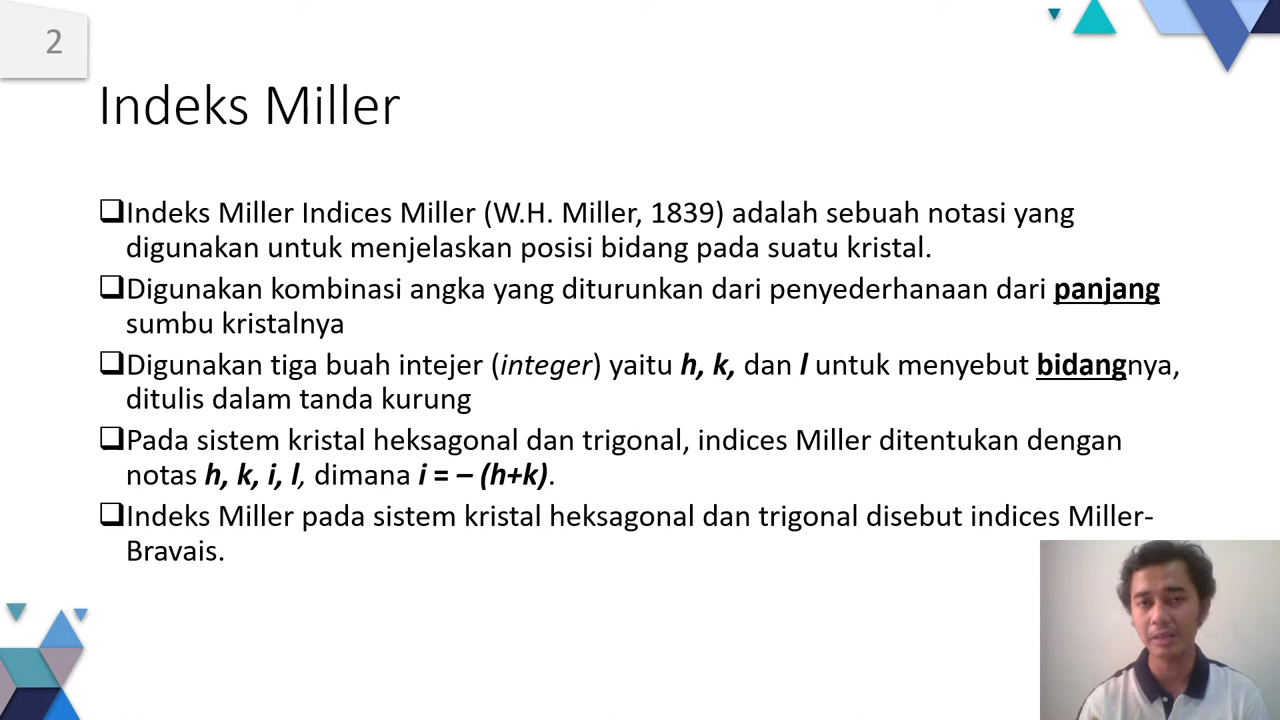 2
Indeks Miller
❑Indeks Miller Indices Miller (W.H. Miller, 1839) adalah sebuah notasi yang
digunakan untuk menjelaskan posisi bidang pada suatu kristal.
❑Digunakan kombinasi angka yang diturunkan dari penyederhanaan dari panjang
sumbu kristalnya
❑Digunakan tiga buah intejer (integer) yaitu h, k, dan l untuk menyebut bidangnya,
ditulis dalam tanda kurung
❑Pada sistem kristal heksagonal dan trigonal, indices Miller ditentukan dengan
notas h, k, i, l, dimana i = – (h+k).
❑Indeks Miller pada sistem kristal heksagonal dan trigonal disebut indices Miller-
Bravais.